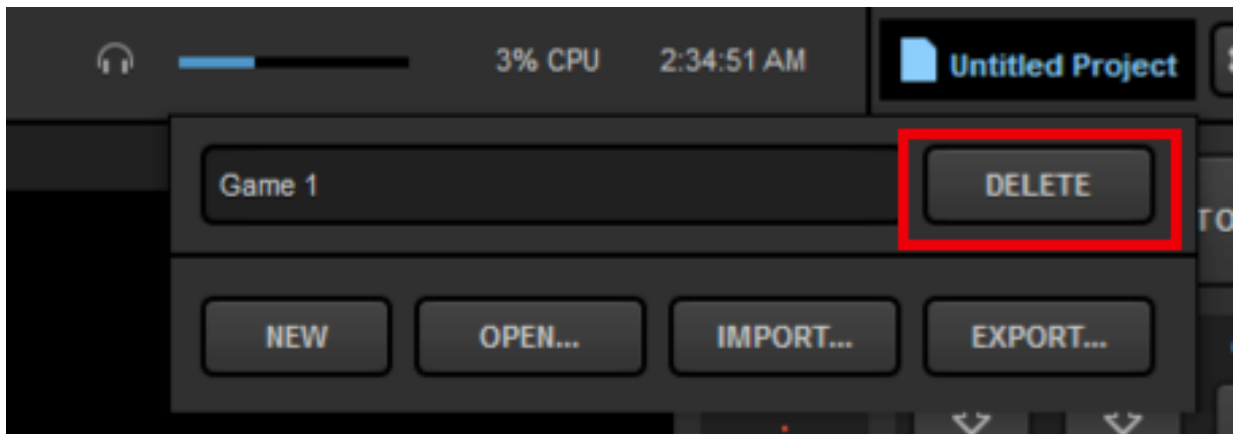 3% CPU 2:34:51 AM Untitled Project
Game 1 DELETE
NEW OPEN... IMPORT... EXPORT...